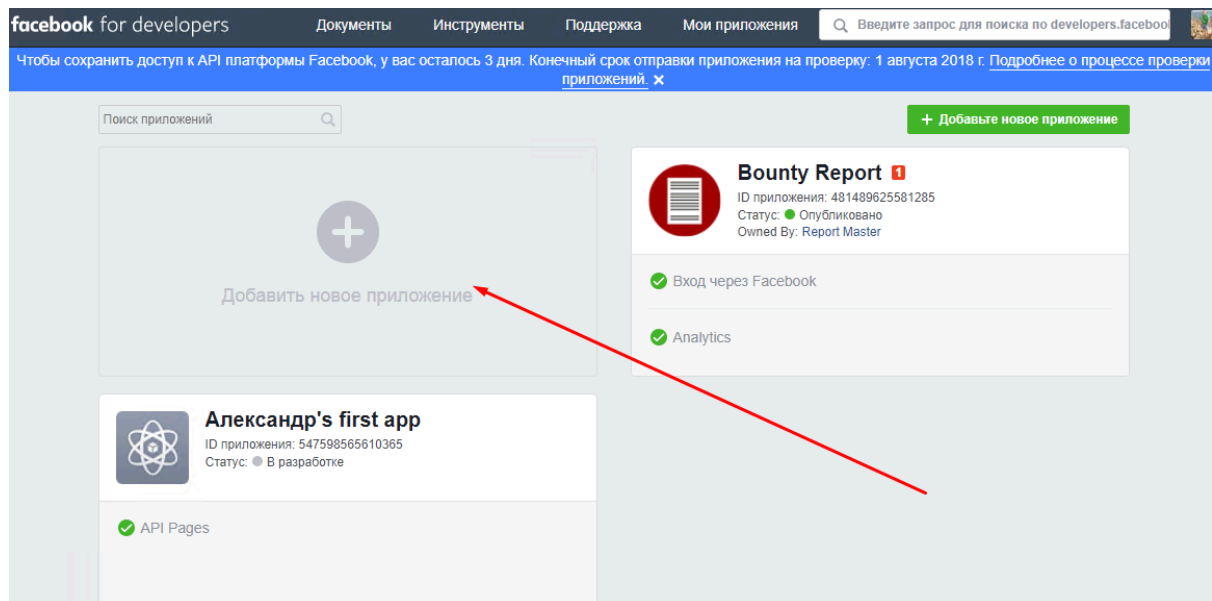 facebook for developers
Документы
Инструменты
Поддержка
Мои приложения
Введите запрос для поиска по developers.faceboo
Чтобы сохранить доступ к API платформы Facebook, у вас осталось 3 дня. Конечный срок отправки приложения на проверку: 1 августа 2018 г. Подробнее о процессе проверки
приложений. ×
Поиск приложений
+ Добавьте новое приложение
Добавить новое приложение
Bounty Report 1
ID приложения: 481489625581285
Статус: Опубликовано
Owned By: Report Master
Вход через Facebook
Analytics
Александр's first app
ID приложения: 547598565610365
Статус: В разработке
API Pages